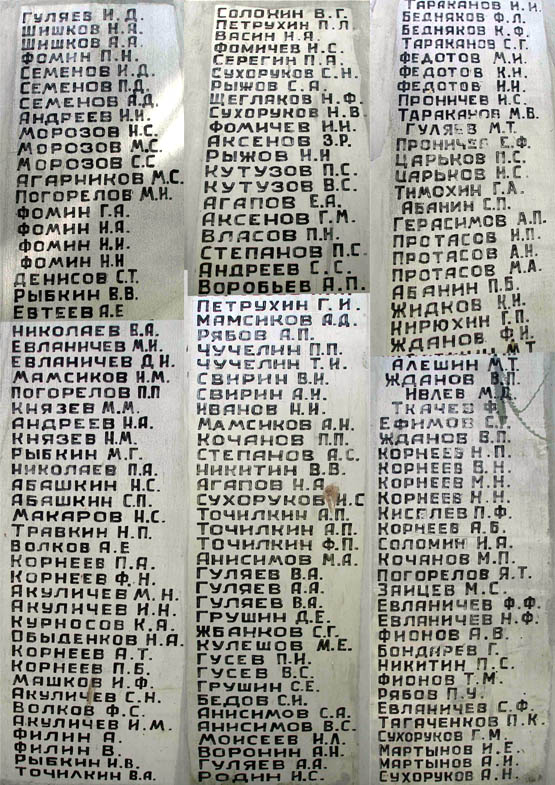 ГУЛЯЕВ И.Д.
ШИШКОВ Н.Я.
ШИШКОВ А.А.
ФОМИН П.Н.
СЕМЕНОВ И.Д.
СЕМЕНОВ П.Д.
СЕМЕНОВ А.Д.
АНДРЕЕВ И.И.
МОРОЗОВ И.С.
МОРОЗОВ М.С.
МОРОЗОВ С.С
АГАРНИКОВ М.С.
ПОГОРЕЛОВ М.И.
ФОМИН Г.А.
ФОМИН И.Я.
ФОМИН И.И.
ФОМИН Н.И
ДЕНИСОВ С.Т.
РЫБКИН В.В.
ЕВТЕЕВ А.Е
НИКОЛАЕВ В.А.
ЕВЛАНИЧЕВ М.И.
ЕВЛАНИЧЕВ Д.И.
МАМСИКОВ И.М.
ПОГОРЕЛОВ П.П
КНЯЗЕВ М.М.
АНДРЕЕВ Н.А.
КНЯЗЕВ Н.М.
РЫБКИН М.Г.
НИКОЛАЕВ П.А.
АБАШКИН И.С.
АБАШКИН С.П.
МАКАРОВ И.С.
ТРАВКИН Н.П.
ВОЛКОВ А.Е
КОРНЕЕВ П.А.
КОРНЕЕВ Ф.Н.
АКУЛИЧЕВ М.Н.
АКУЛИЧЕВ И.Н.
КУРНОСОВ К.А.
ОБЫДЕНКОВ Н.А.
КОРНЕЕВ А.Т.
КОРНЕЕВ П.Б.
МАШКОВ И.Ф.
АКУЛИЧЕВ С.Н.
ВОЛКОВ Ф.С.
АКУЛИЧЕВ И.М.
ФИЛИН А.
ФИЛИН В.
РЫБКИН И.В.
ТОЧИЛКИН В.А.
СОЛОКИН В.Г.
ПЕТРУХИН П.Л
ВАСИН Н.Я.
ФОМИЧЕВ И.С.
СЕРЕГИН П.А.
СУХОРУКОВ С.Н.
РЫЖОВ С.А.
ЩЕГЛЯКОВ Н.Ф.
СУХОРУКОВ Н.В.
ФОМИЧЕВ И.И.
АКСЕНОВ З.Р.
РЫЖОВ Н.И
КУТУЗОВ П.С.
КУТУЗОВ В.С.
АГАПОВ Е.А.
АКСЕНОВ Г.М.
ВЛАСОВ П.Н.
СТЕПАНОВ П.С.
АНДРЕЕВ С.С.
ВОРОБЬЕВ А.П.
ПЕТРУХИН Г.И.
МАМСИКОВ А.Д.
РЯБОВ А.П.
ЧУЧЕЛИН П.П.
ЧУЧЕЛИН Т.И.
СВИРИН В.И.
СВИРИН А.И.
ИВАНОВ Н.И.
МАМСИКОВ А.Н.
КОЧАНОВ П.П.
СТЕПАНОВ А.С.
НИКИТИН В.В.
АГАПОВ Н.А.
СУХОРУКОВ И.С
ТОЧИЛКИН А.П.
ТОЧИЛКИН А.П.
ТОЧИЛКИН Ф.П.
АНИСИМОВ М.А.
ГУЛЯЕВ В.А.
ГУЛЯЕВ А.А.
ГУЛЯЕВ В.А.
ГРУШИН Д.Е.
ЖБАНКОВ С.Г.
КУЛЕШОВ М.Е.
ГУСЕВ П.Н.
ГУСЕВ В.С.
ГРУШИН С.Е.
БЕДОВ С.Н.
АНИСИМОВ С.А.
АНИСИМОВ В.С.
МОИСЕЕВ И.Л.
ВОРОНИН А.Н.
ГУЛЯЕВ А.А.
РОДИН И.С.
ТАРАКАНОВ И.И.
БЕДНЯКОВ Ф.Л.
БЕДНЯКОВ К.Ф.
ТАРАКАНОВ С.Г.
ФЕДОТОВ М.И.
ФЕДОТОВ К.И.
ФЕДОТОВ И.И
ПРОНИЧЕВ И.С.
ТАРАКАНОВ М.В.
ГУЛЯЕВ М.Т.
ПРОНИЧЕВ Е.Ф.
ЦАРЬКОВ П.С.
ЦАРЬКОВ И.С.
ТИМОХИН Г.А.
АБАНИН С.П.
ГЕРАСИМОВ А.П.
ПРОТАСОВ И.П.
ПРОТАСОВ А.Н.
ПРОТАСОВ М.А.
АБАНИН П.Б.
ЖИДКОВ К.И.
КИРЮХИН Г.П.
ЖДАНОВ Ф.И.
М.Т
АЛЕШИН М.Т.
ЖДАНОВ В.П.
ИВЛЕВ М.Д.
ТКАЧЕВ Ф.
ЕФИМОВ С.Т.
ЖДАНОВ В.П.
КОРНЕЕВ Н.П.
КОРНЕЕВ В.Н.
КОРНЕЕВ М.Н.
КОРНЕЕВ Н.Н.
КИСЕЛЕВ П.Ф.
КОРНЕЕВ А.Б.
СОЛОМИН И.А.
КОЧАНОВ М.П.
ПОГОРЕЛОВ Я.Т.
ЗАЙЦЕВ М.С.
ЕВЛАНИЧЕВ Ф.Ф.
ЕВЛАНИЧЕВ Н.Ф.
ФИОНОВ А.В.
БОНДАРЕВ Г.
НИКИТИН П.С.
ФИОНОВ Т.М.
РЯБОВ П.У.
ЕВЛАНИЧЕВ С.Ф.
ТАГАЧЕНКОВ П.К.
СУХОРУКОВ Г.М.
МАРТЫНОВ И.Е.
МАРТЫНОВ А.И.
СУХОРУКОВ А.Н.